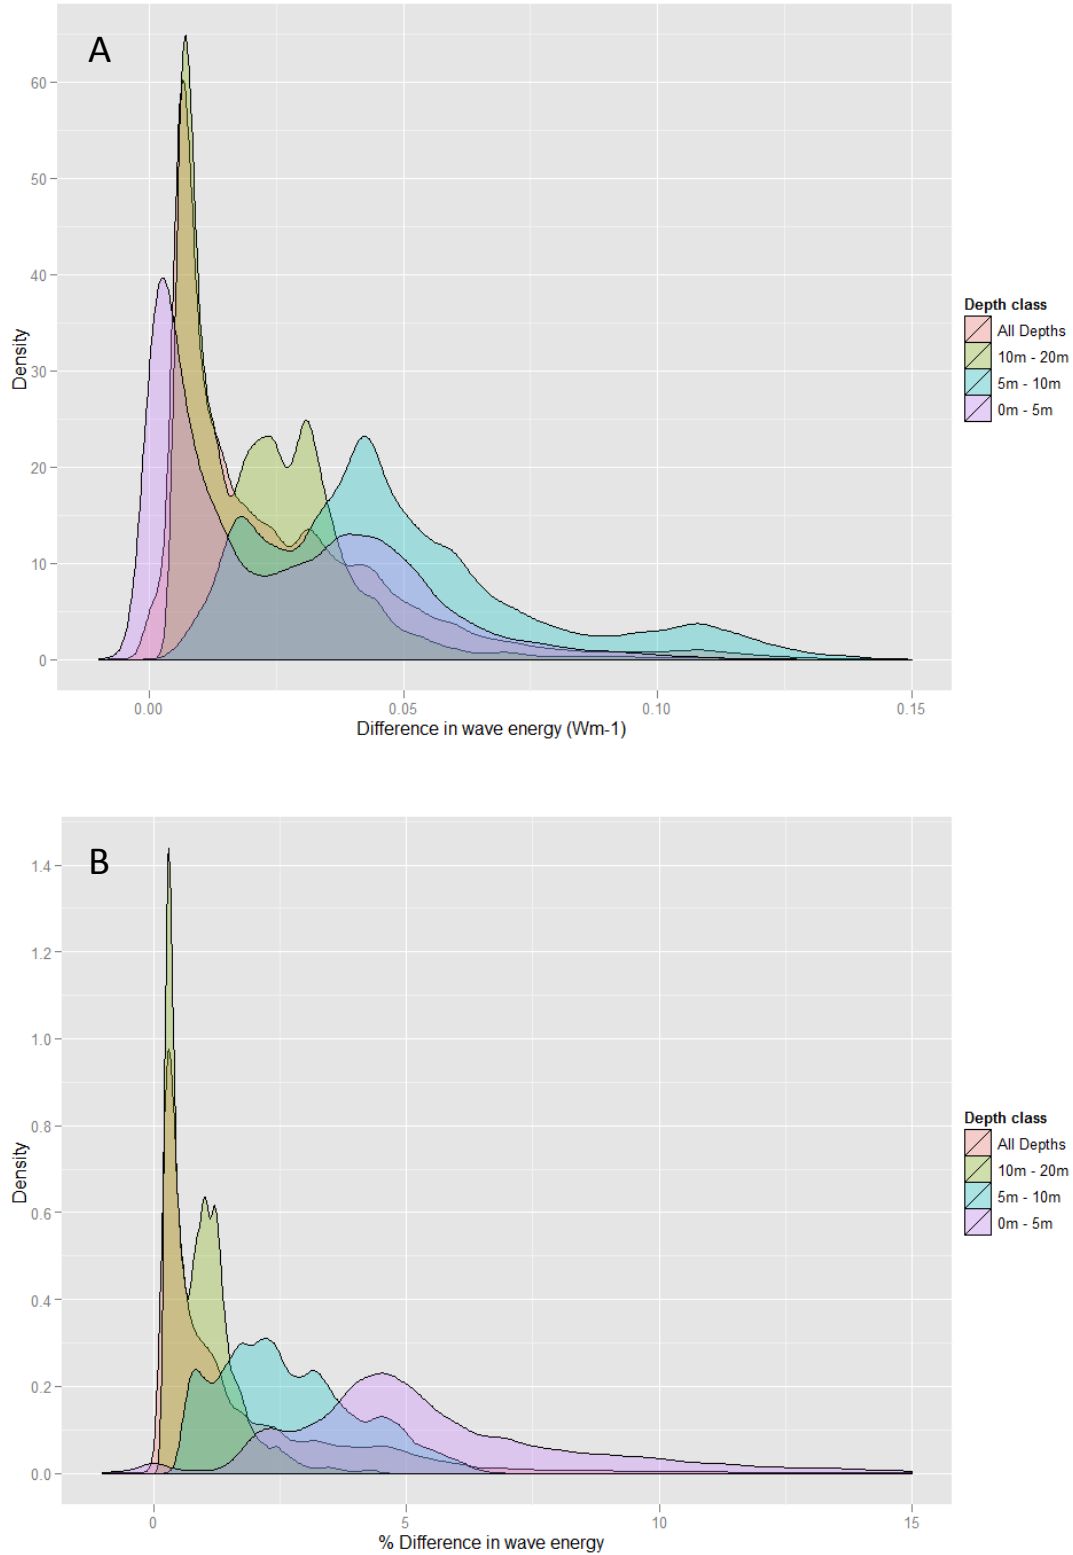 A
60
50
40
30
20
10
0
Density
0.00 0.05 0.10 0.15
Difference in wave energy (Wm-1)
Depth class
All Depths
10m - 20m
5m - 10m
0m - 5m
B
1.4
1.2
1.0
0.8
0.6
0.4
0.2
0.0
Density
0 5 10 15
% Difference in wave energy
Depth class
All Depths
10m - 20m
5m - 10m
0m - 5m